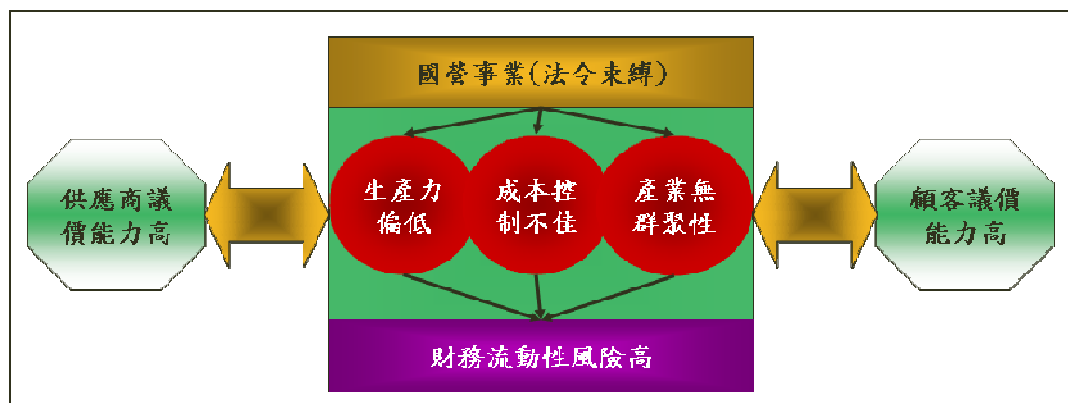 國營事業(法令束縛)
供應商議
價能力高
生產力
偏低
成本控
制不佳
產業無
群聚性
顧客議價
能力高
財務流動性風險高